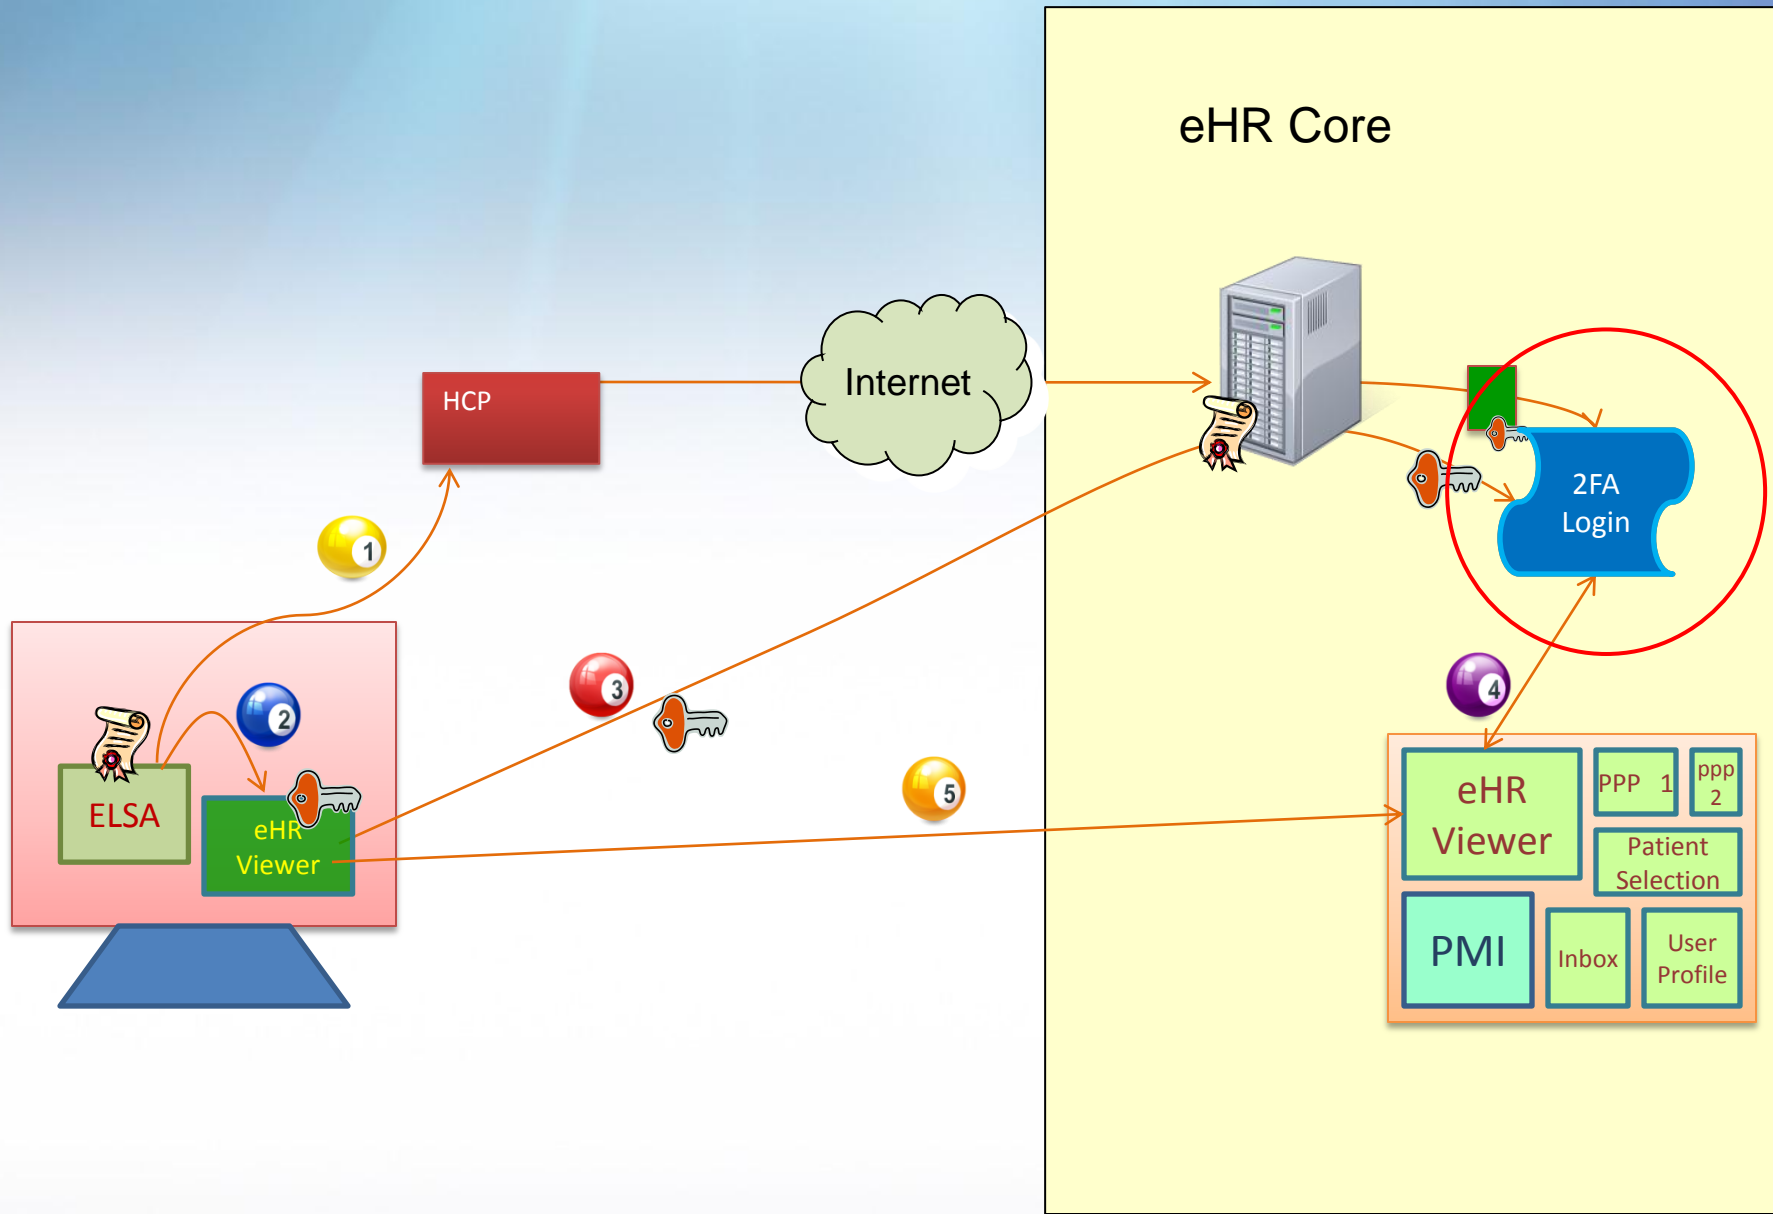 eHR Core
Internet
HCP
2FA
Login
1
3
4
2
ELSA
eHR
Viewer
5
eHR
Viewer
PPP 1
ppp
2
Patient
Selection
PMI
Inbox
User
Profile